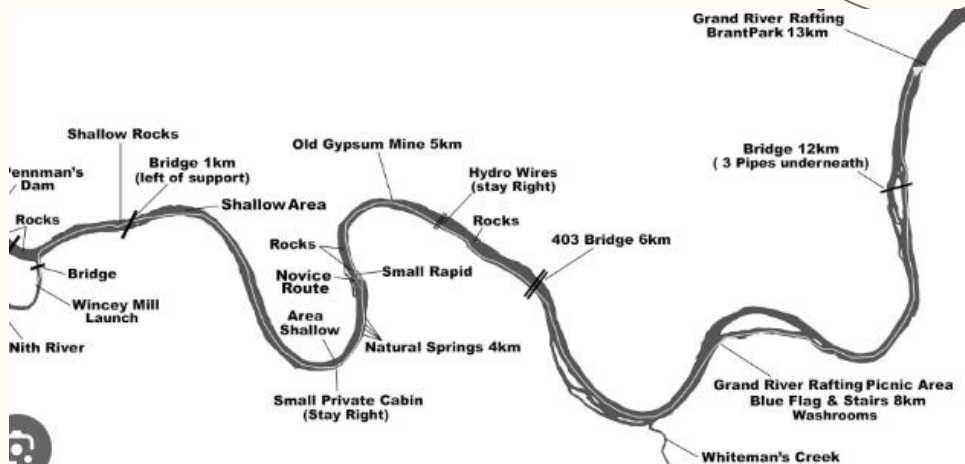 Grand River Rafting
BrantPark 13km
Shallow Rocks
Bridge 1km
(left of support)
Old Gypsum Mine 5km
Bridge 12km
( 3 Pipes underneath)
Hydro Wires
(stay Right)
Dam
Rocks
Shallow Area
Rocks
403 Bridge 6km
Rocks
Bridge
Novice
Route
Small Rapid
Wincey Mill
Launch
Area
Shallow
Nith River
Natural Springs 4km
Small Private Cabin
(Stay Right)
Grand River Rafting Picnic Area
Blue Flag & Stairs 8km
Washrooms
Whiteman's Creek